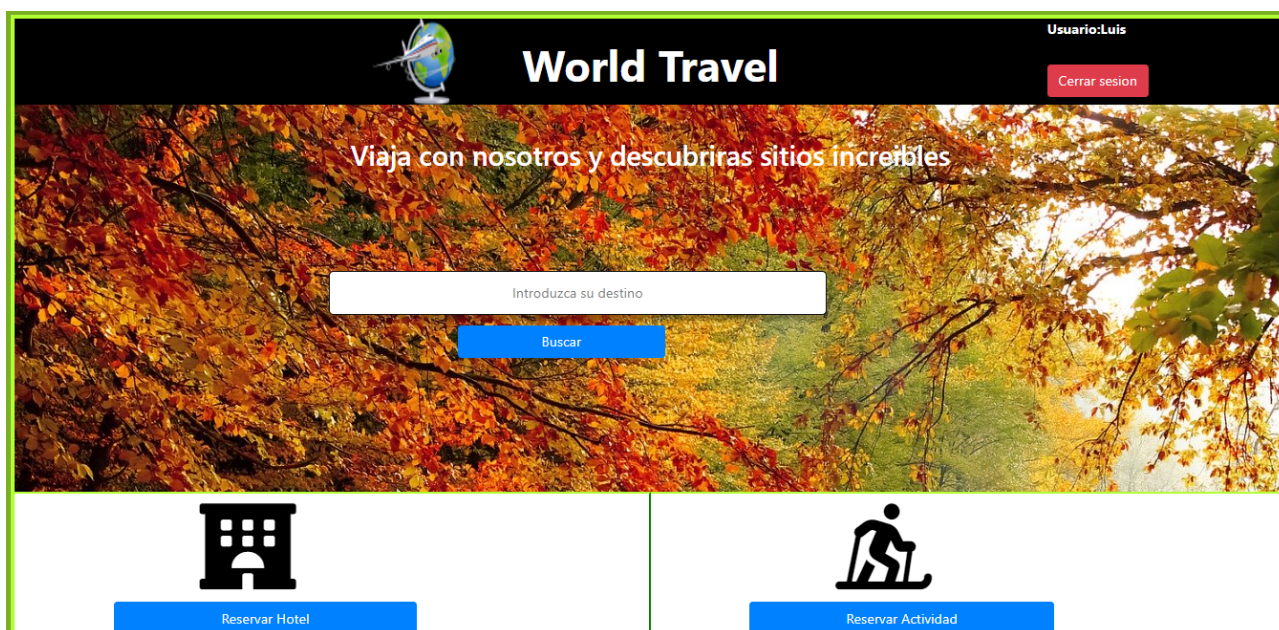 Usuario:Luis
World Travel
Cerrar sesion
Viaja con nosotros y descubriras sitios increibles
Introduzca su destino
Buscar
Reservar Hotel
Reservar Actividad